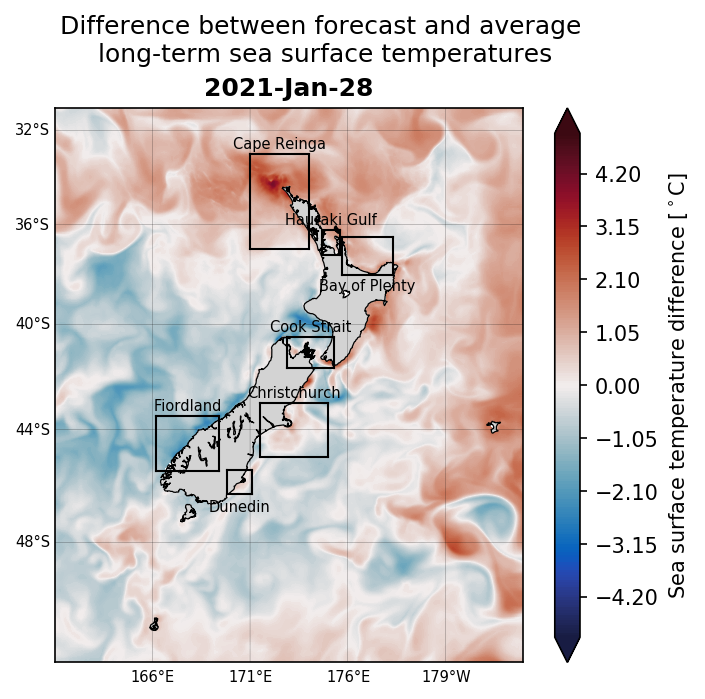 Difference between forecast and average
long-term sea surface temperatures
2021-Jan-28
32°S
36°S
40°S
44°S
48°S
166°E
171°E
176°E
179°W
Cape Reinga
Hauraki Gulf
Bay of Plenty
Cook Strait
Christchurch
Fiordland
Dunedin
4.20
3.15
2.10
1.05
0.00
−1.05
−2.10
−3.15
−4.20
Sea surface temperature difference [°C]